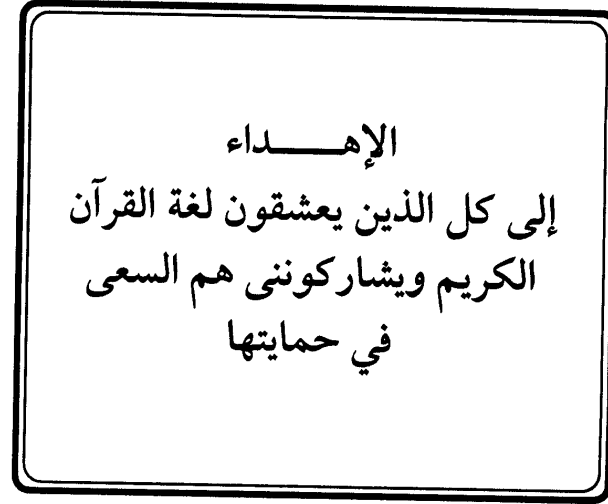 الإهـــــداء
إلى كل الذين يعشقون لغة القرآن
الكريم ويشاركوننى هم السعى
في حمايتها